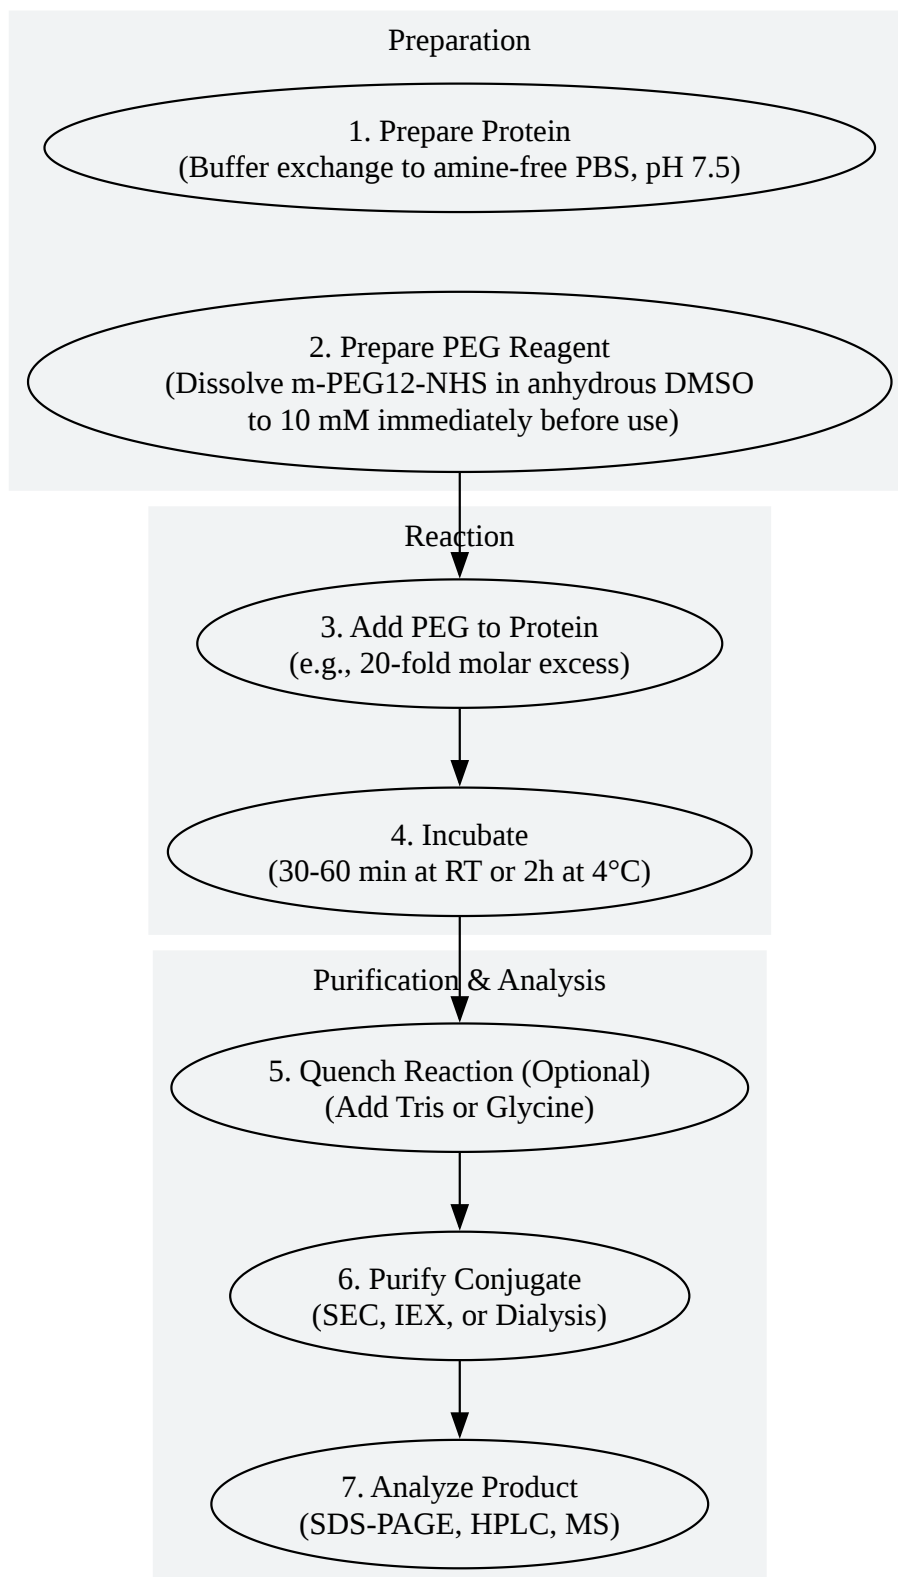 Preparation
1. Prepare Protein
(Buffer exchange to amine-free PBS, pH 7.5)
2. Prepare PEG Reagent
(Dissolve m-PEG12-NHS in anhydrous DMSO
to 10 mM immediately before use)
Reaction
3. Add PEG to Protein
(e.g., 20-fold molar excess)
4. Incubate
(30-60 min at RT or 2h at 4°C)
Purification & Analysis
5. Quench Reaction (Optional)
(Add Tris or Glycine)
6. Purify Conjugate
(SEC, IEX, or Dialysis)
7. Analyze Product
(SDS-PAGE, HPLC, MS)